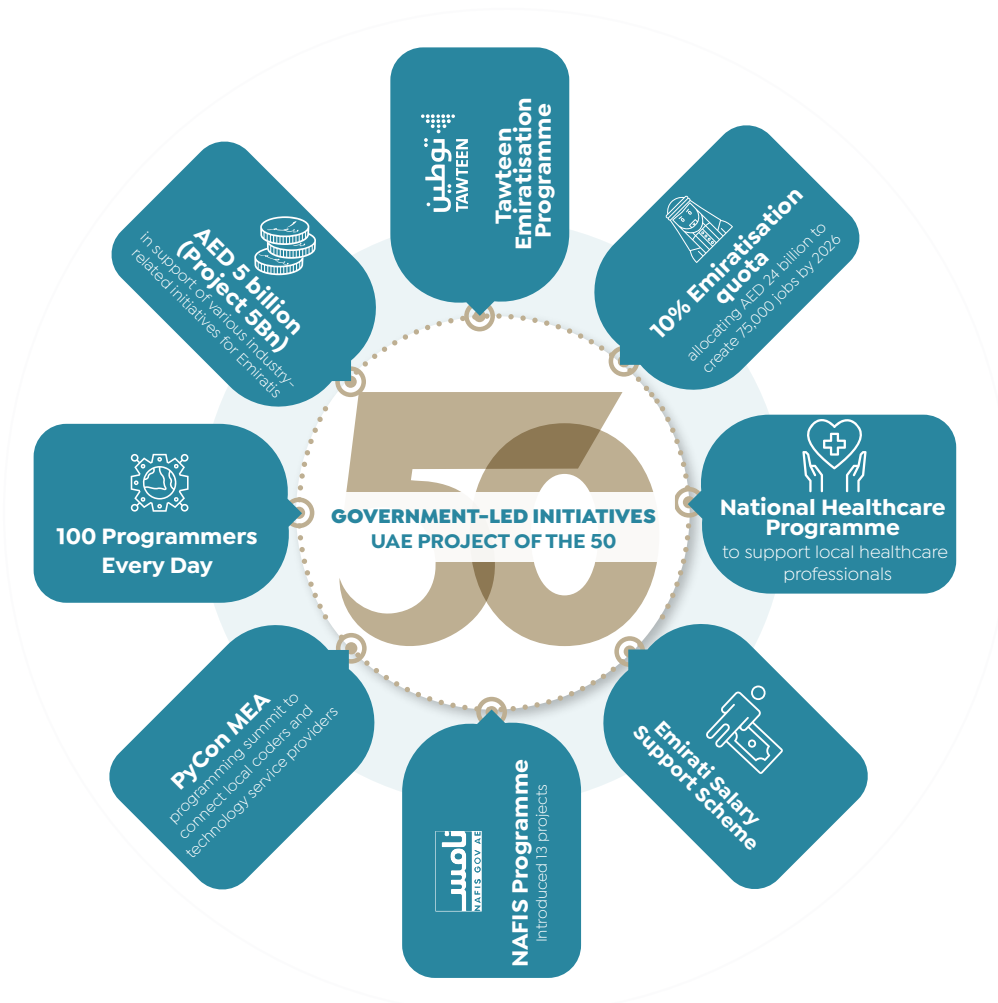 توطين
TAWTEEN
Tawteen
Emiratisation
Programme
10% Emiratisation
quota
allocating AED 24 billion to
create 75,000 jobs by 2026
National Healthcare
Programme
to support local healthcare
professionals
Emirati Salary
Support Scheme
نافس
NAFIS GOV AE
NAFIS Programme
Introduced 13 projects
PyCon MEA
programming summit to
connect local coders and
technology service providers
100 Programmers
Every Day
AED 5 billion
(Project 5Bn)
in support of various industry-
related initiatives for Emiratis
50
GOVERNMENT-LED INITIATIVES
UAE PROJECT OF THE 50